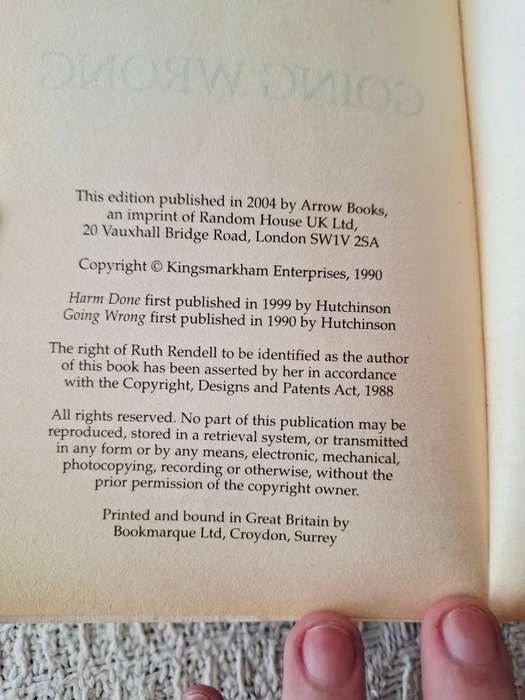 GOING WRONG
This edition published in 2004 by Arrow Books,
an imprint of Random House UK Ltd,
20 Vauxhall Bridge Road, London SW1V 2SA
Copyright © Kingsmarkham Enterprises, 1990
Harm Done first published in 1999 by Hutchinson
Going Wrong first published in 1990 by Hutchinson
The right of Ruth Rendell to be identified as the author
of this book has been asserted by her in accordance
with the Copyright, Designs and Patents Act, 1988
All rights reserved. No part of this publication may be
reproduced, stored in a retrieval system, or transmitted
in any form or by any means, electronic, mechanical,
photocopying, recording or otherwise, without the
prior permission of the copyright owner.
Printed and bound in Great Britain by
Bookmarque Ltd, Croydon, Surrey